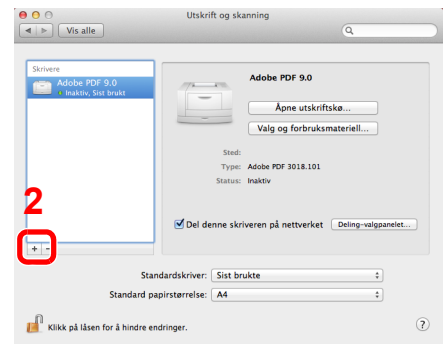 Utskrift og skanning
Vis alle
Skrivere
Adobe PDF 9.0
Inaktiv, Sist brukt
Adobe PDF 9.0
Åpne utskriftskø...
Valg og forbruksmateriell...
Sted:
Type: Adobe PDF 3018.101
Status: Inaktiv
2
Del denne skriveren på nettverket Deling-valgpanelet...
+ -
Standardskriver: Sist brukte
Standard papirstørrelse: A4
Klikk på låsen for å hindre endringer. ?